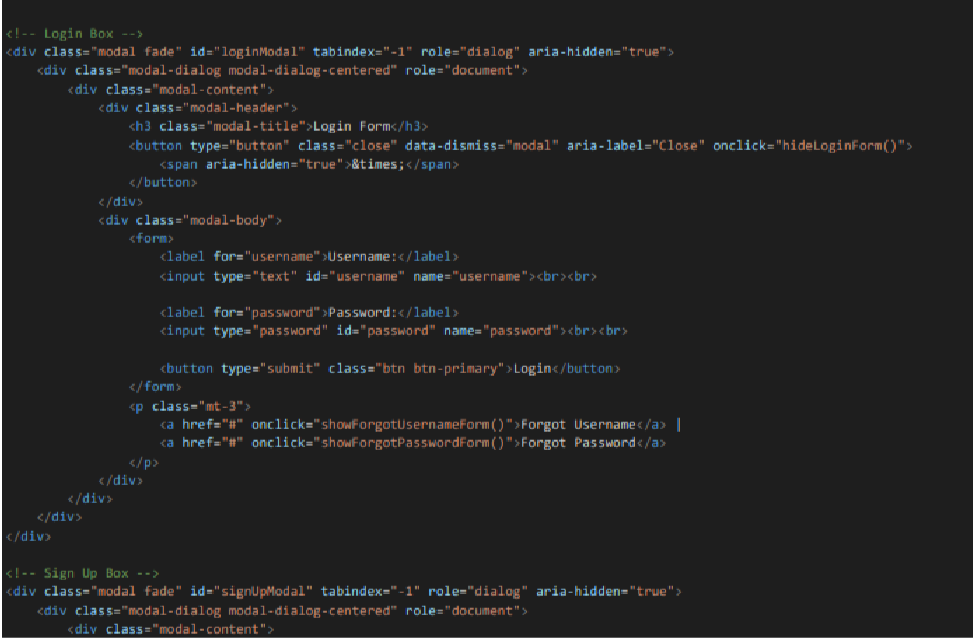 <!-- Login Box -->
<div class="modal fade" id="loginModal" tabindex="-1" role="dialog" aria-hidden="true">
<div class="modal-dialog modal-dialog-centered" role="document">
<div class="modal-content">
<div class="modal-header">
<h3 class="modal-title">Login Form</h3>
<button type="button" class="close" data-dismiss="modal" aria-label="Close" onclick="hideLoginForm()">
<span aria-hidden="true">&times;</span>
</button>
</div>
<div class="modal-body">
<form>
<label for="username">Username:</label>
<input type="text" id="username" name="username"><br><br>
<label for="password">Password:</label>
<input type="password" id="password" name="password"><br><br>
<button type="submit" class="btn btn-primary">Login</button>
</form>
<p class="mt-3">
<a href="#" onclick="showForgotUsernameForm()">Forgot Username</a> |
<a href="#" onclick="showForgotPasswordForm()">Forgot Password</a>
</p>
</div>
</div>
</div>
</div>
<!-- Sign Up Box -->
<div class="modal fade" id="signUpModal" tabindex="-1" role="dialog" aria-hidden="true">
<div class="modal-dialog modal-dialog-centered" role="document">
<div class="modal-content">